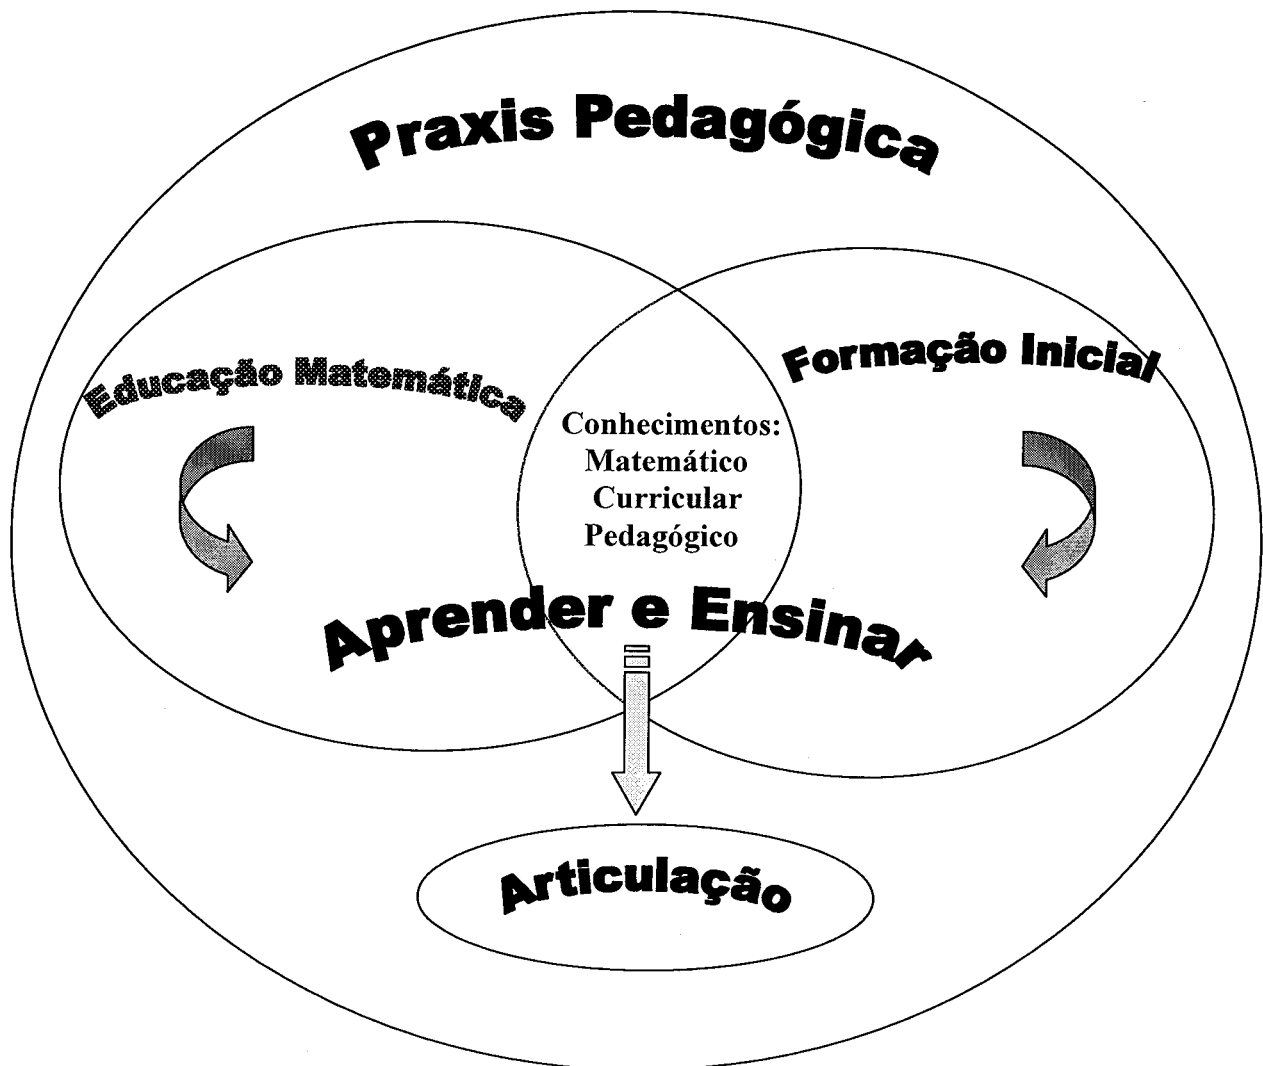 Praxis Pedagógica
Educação Matemática
Formação Inicial
Conhecimentos:
Matemático
Curricular
Pedagógico
Aprender e Ensinar
Articulação